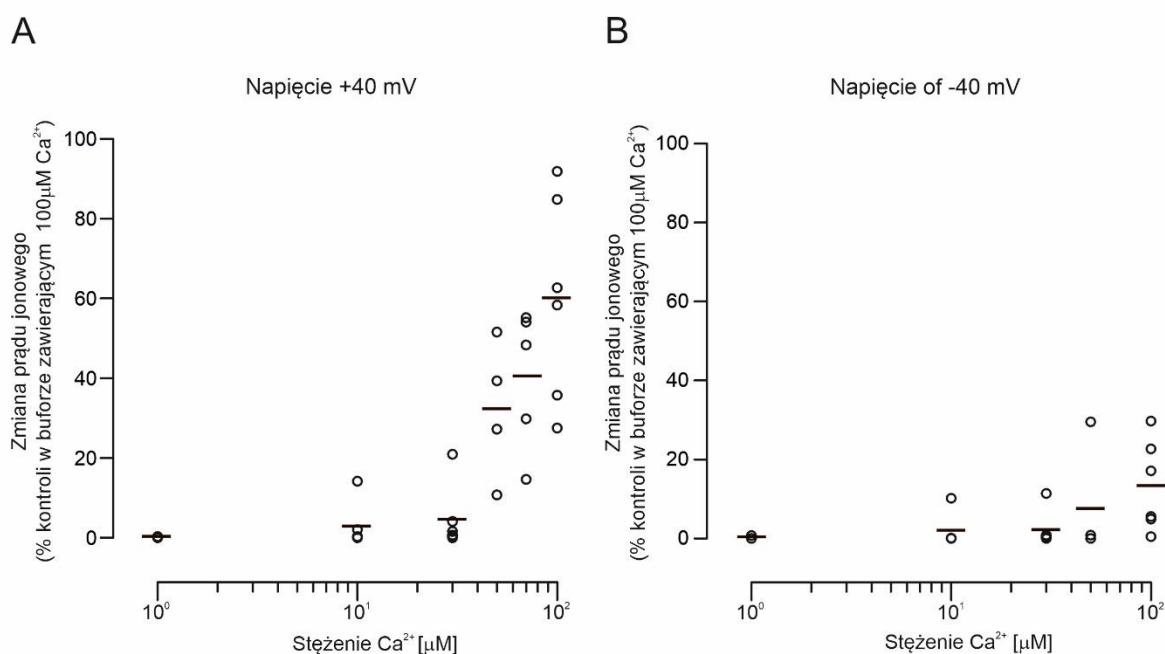 A
Napięcie +40 mV
Zmiana prądu jonowego
(% kontroli w buforze zawierającym 100μM Ca²⁺)
100
80
60
40
20
0
10⁰
10¹
10²
Stężenie Ca²⁺ [μM]
B
Napięcie of -40 mV
Zmiana prądu jonowego
(% kontroli w buforze zawierającym 100μM Ca²⁺)
100
80
60
40
20
0
10⁰
10¹
10²
Stężenie Ca²⁺ [μM]